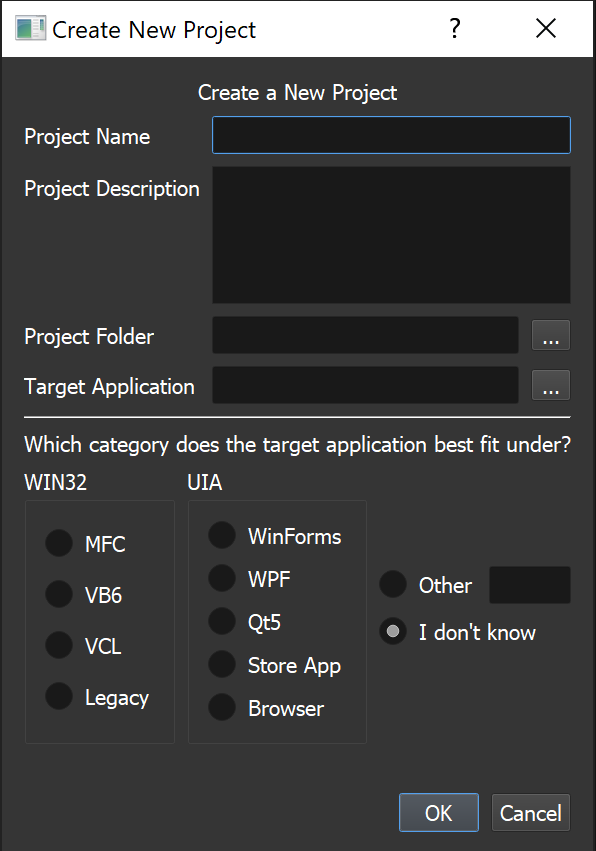 Create New Project ?
Create a New Project
Project Name
Project Description
Project Folder ...
Target Application ...
Which category does the target application best fit under?
WIN32 UIA
MFC
VB6
VCL
Legacy
WinForms
WPF
Qt5
Store App
Browser
Other
I don't know
OK Cancel